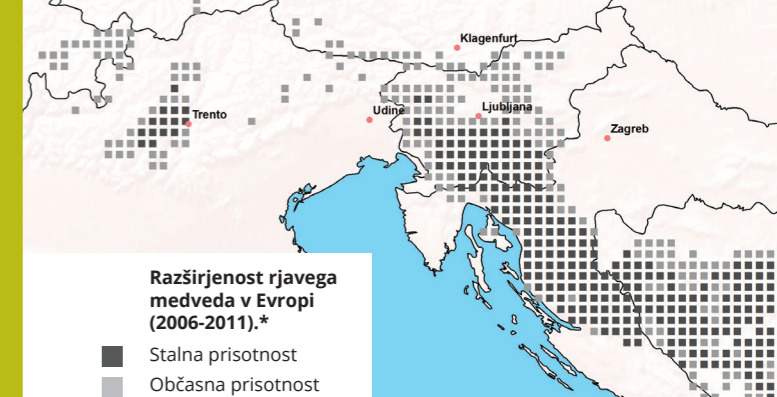 Klagenfurt
Trento
Udine
Ljubljana
Zagreb
Razširjenost rjavega
medveda v Evropi
(2006-2011).*
Stalna prisotnost
Občasna prisotnost